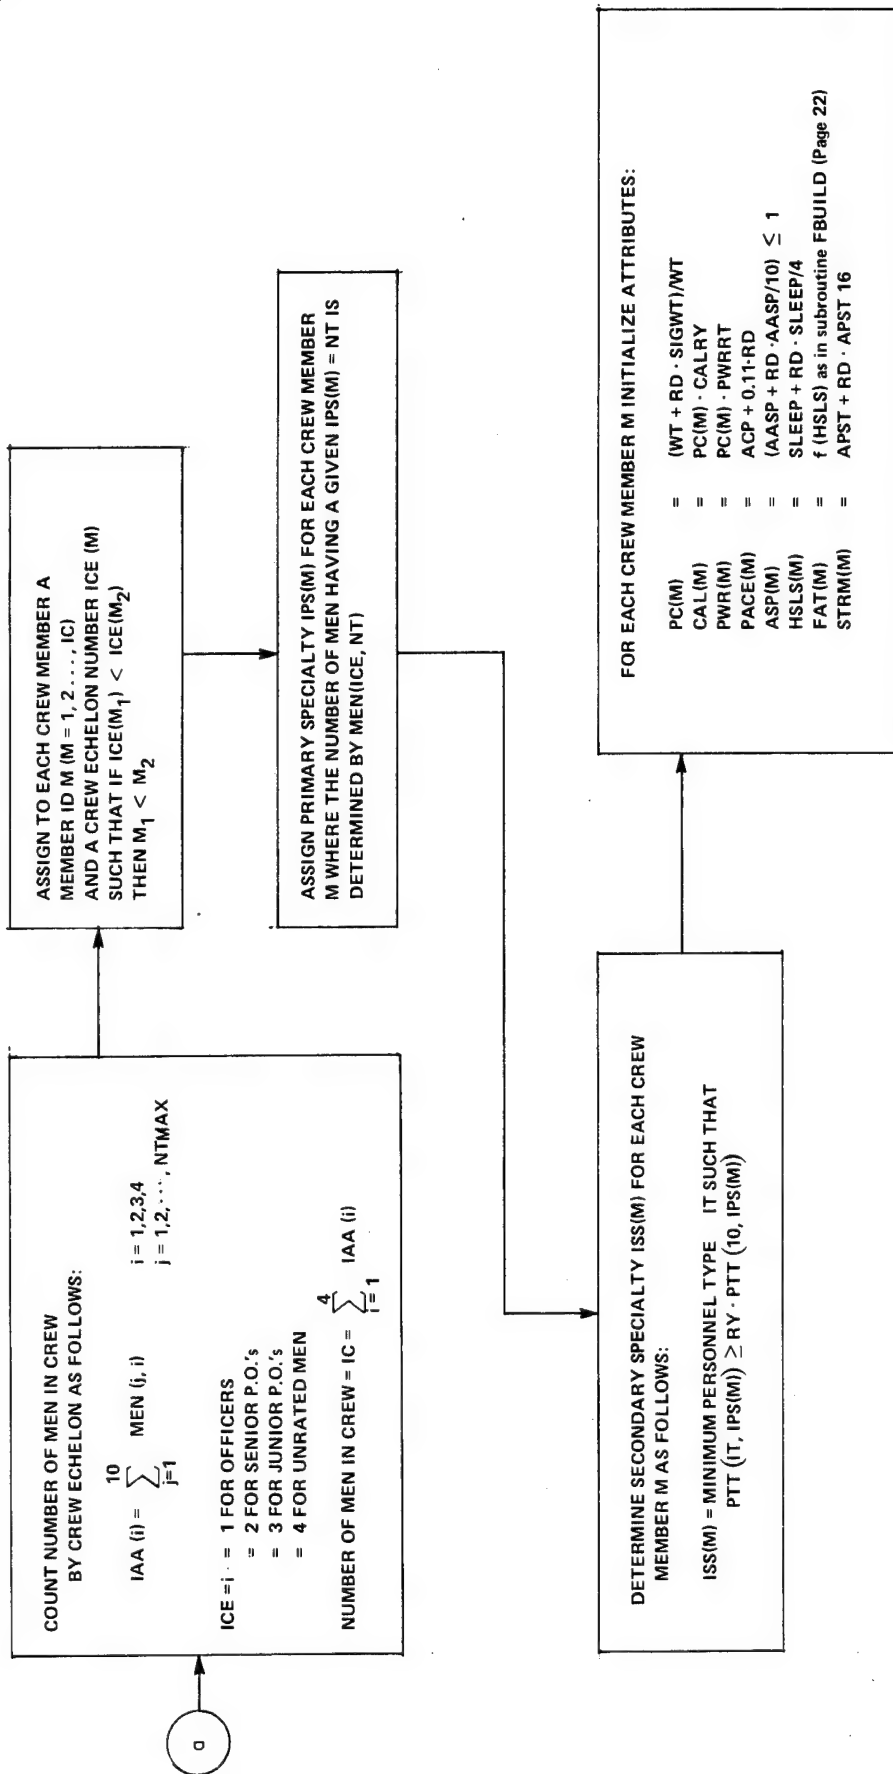 a
COUNT NUMBER OF MEN IN CREW
BY CREW ECHELON AS FOLLOWS:
IAA (i) = 10 ∑ j=1 MEN (j, i) i = 1,2,3,4
j = 1,2, ..., NTMAX
ICE = i = 1 FOR OFFICERS
= 2 FOR SENIOR P.O.'s
= 3 FOR JUNIOR P.O.'s
= 4 FOR UNRATED MEN
NUMBER OF MEN IN CREW = IC = 4 ∑ i = 1 IAA (i)
ASSIGN TO EACH CREW MEMBER A
MEMBER ID M (M = 1, 2 . . . , IC)
AND A CREW ECHELON NUMBER ICE (M)
SUCH THAT IF ICE(M₁) < ICE(M₂)
THEN M₁ < M₂
ASSIGN PRIMARY SPECIALTY IPS(M) FOR EACH CREW MEMBER
M WHERE THE NUMBER OF MEN HAVING A GIVEN IPS(M) = NT IS
DETERMINED BY MEN(ICE, NT)
DETERMINE SECONDARY SPECIALTY ISS(M) FOR EACH CREW
MEMBER M AS FOLLOWS:
ISS(M) = MINIMUM PERSONNEL TYPE IT SUCH THAT
PTT (IT, IPS(M)) ≥ RY · PTT (10, IPS(M))
FOR EACH CREW MEMBER M INITIALIZE ATTRIBUTES:
PC(M) = (WT + RD · SIGWT)/WT
CAL(M) = PC(M) · CALRY
PWR(M) = PC(M) · PWRRT
PACE(M) = ACP + 0.11·RD
ASP(M) = (AASP + RD ·AASP/10) ≤ 1
HSLS(M) = SLEEP + RD · SLEEP/4
FAT(M) = f (HSLS) as in subroutine FBUILD (Page 22)
STRM(M) = APST + RD · APST 16